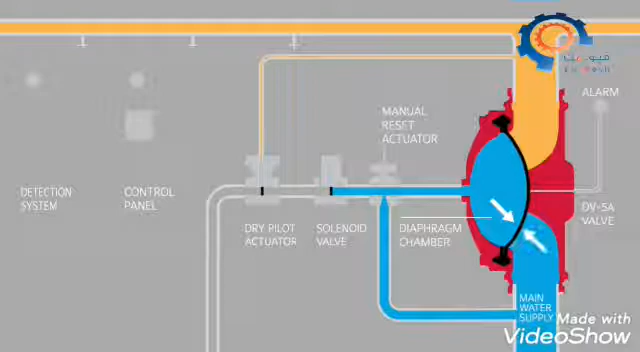 ALARM
MANUAL
RESET
ACTUATOR
DETECTION
SYSTEM
CONTROL
PANEL
DRY PILOT
ACTUATOR
SOLENOID
VALVE
DIAPHRAGM
CHAMBER
DV-5A
VALVE
MAIN
WATER
SUPPLY
Made with
VideoShow